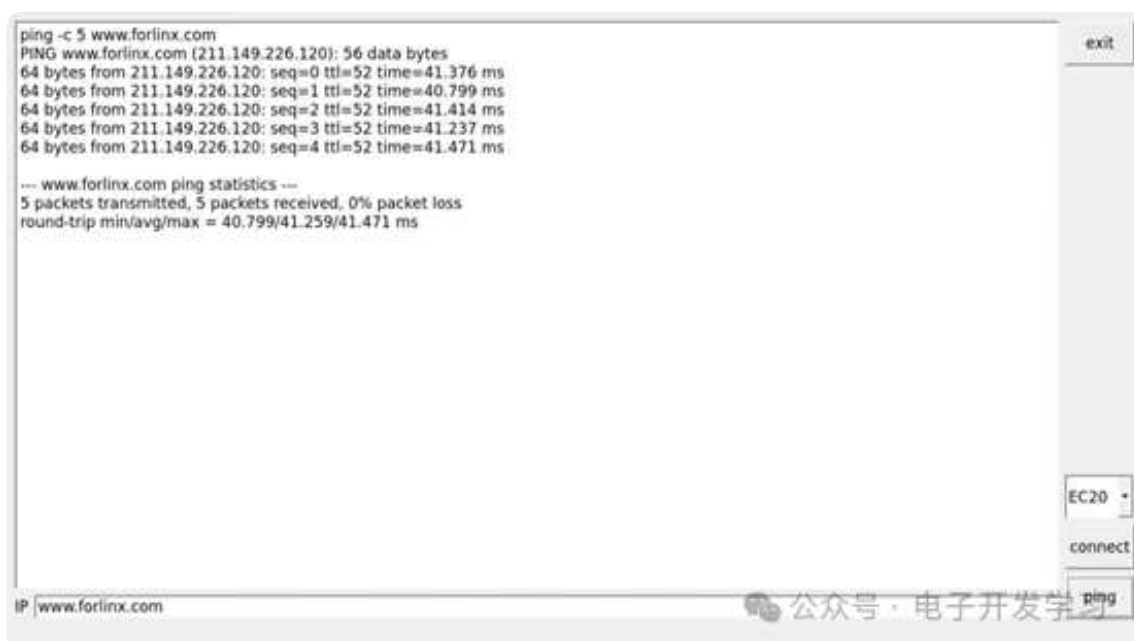 ping -c 5 www.forlinx.com
PING www.forlinx.com (211.149.226.120): 56 data bytes
64 bytes from 211.149.226.120: seq=0 ttl=52 time=41.376 ms
64 bytes from 211.149.226.120: seq=1 ttl=52 time=40.799 ms
64 bytes from 211.149.226.120: seq=2 ttl=52 time=41.414 ms
64 bytes from 211.149.226.120: seq=3 ttl=52 time=41.237 ms
64 bytes from 211.149.226.120: seq=4 ttl=52 time=41.471 ms
--- www.forlinx.com ping statistics ---
5 packets transmitted, 5 packets received, 0% packet loss
round-trip min/avg/max = 40.799/41.259/41.471 ms
exit
EC20
connect
ping
IP www.forlinx.com
公众号 · 电子开发学习